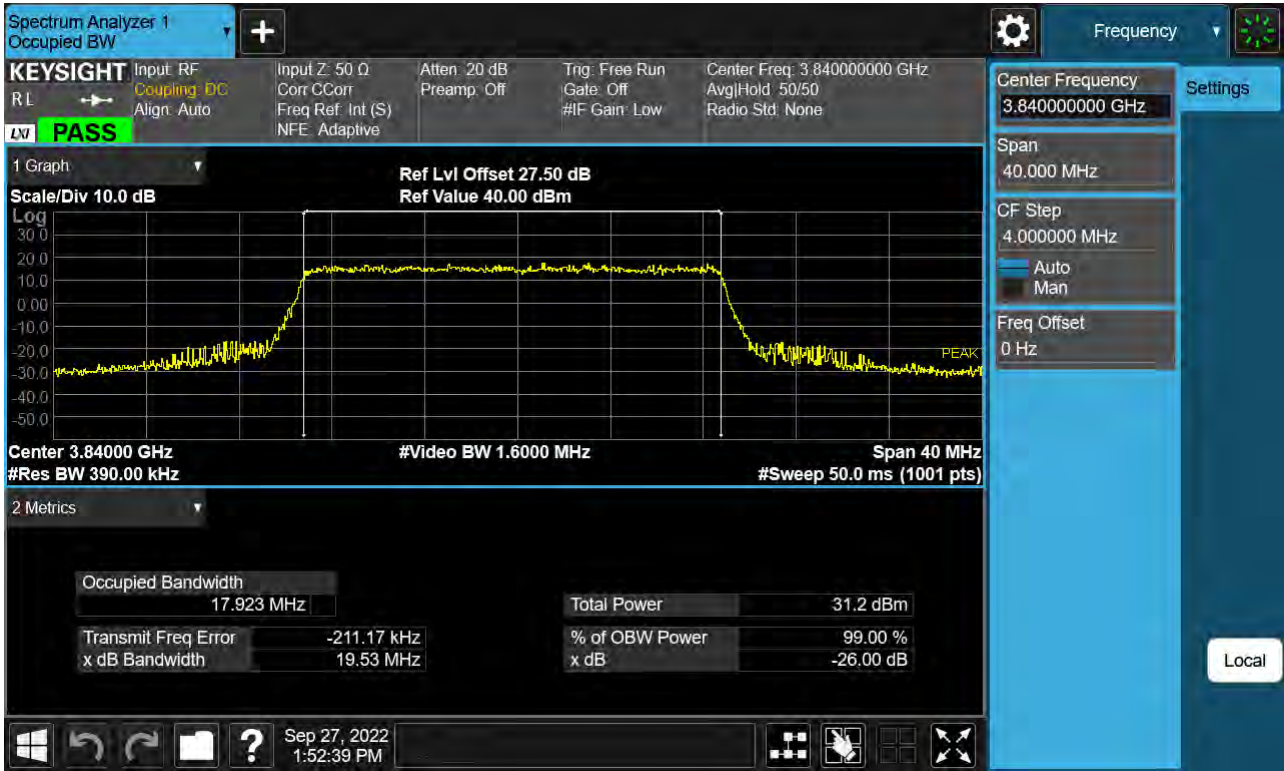 Spectrum Analyzer 1
Occupied BW
+
Frequency
KEYSIGHT
RL
LXI PASS
Input: RF
Coupling: DC
Align: Auto
Input Z: 50 Ω
Corr CCorr
Freq Ref: Int (S)
NFE: Adaptive
Atten: 20 dB
Preamp: Off
Trig: Free Run
Gate: Off
#IF Gain: Low
Center Freq: 3.840000000 GHz
Avg|Hold: 50/50
Radio Std: None
1 Graph
Ref Lvl Offset 27.50 dB
Scale/Div 10.0 dB
Ref Value 40.00 dBm
Log
30.0
20.0
10.0
0.00
-10.0
-20.0
-30.0
-40.0
-50.0
PEAK
Center 3.84000 GHz
#Video BW 1.6000 MHz
Span 40 MHz
#Res BW 390.00 kHz
#Sweep 50.0 ms (1001 pts)
2 Metrics
Occupied Bandwidth
17.923 MHz
Transmit Freq Error -211.17 kHz
x dB Bandwidth 19.53 MHz
Total Power 31.2 dBm
% of OBW Power 99.00 %
x dB -26.00 dB
Center Frequency
3.840000000 GHz
Settings
Span
40.000 MHz
CF Step
4.000000 MHz
Auto
Man
Freq Offset
0 Hz
Local
?
Sep 27, 2022
1:52:39 PM